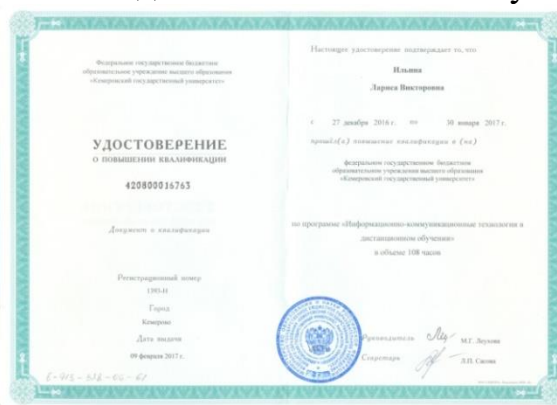 Федеральное государственное бюджетное
образовательное учреждение высшего образования
«Кемеровский государственный университет»
УДОСТОВЕРЕНИЕ
О ПОВЫШЕНИИ КВАЛИФИКАЦИИ
420800016763
Документ о квалификации
Регистрационный номер
Город
Кемерово
Дата выдачи
09 февраля 2017 г.
Настоящее удостоверение подтверждает то, что
Ильина
Лариса Викторовна
с 27 декабря 2016 г. по 30 января 2017 г.
прошёл(а) повышение квалификации в (на)
федеральном государственном бюджетном
образовательном учреждении высшего образования
«Кемеровский государственный университет»
по программе «Информационно-коммуникационные технологии в
дистанционном обучении»
в объеме 108 часов
Руководитель М.Г. Леухова
Секретарь